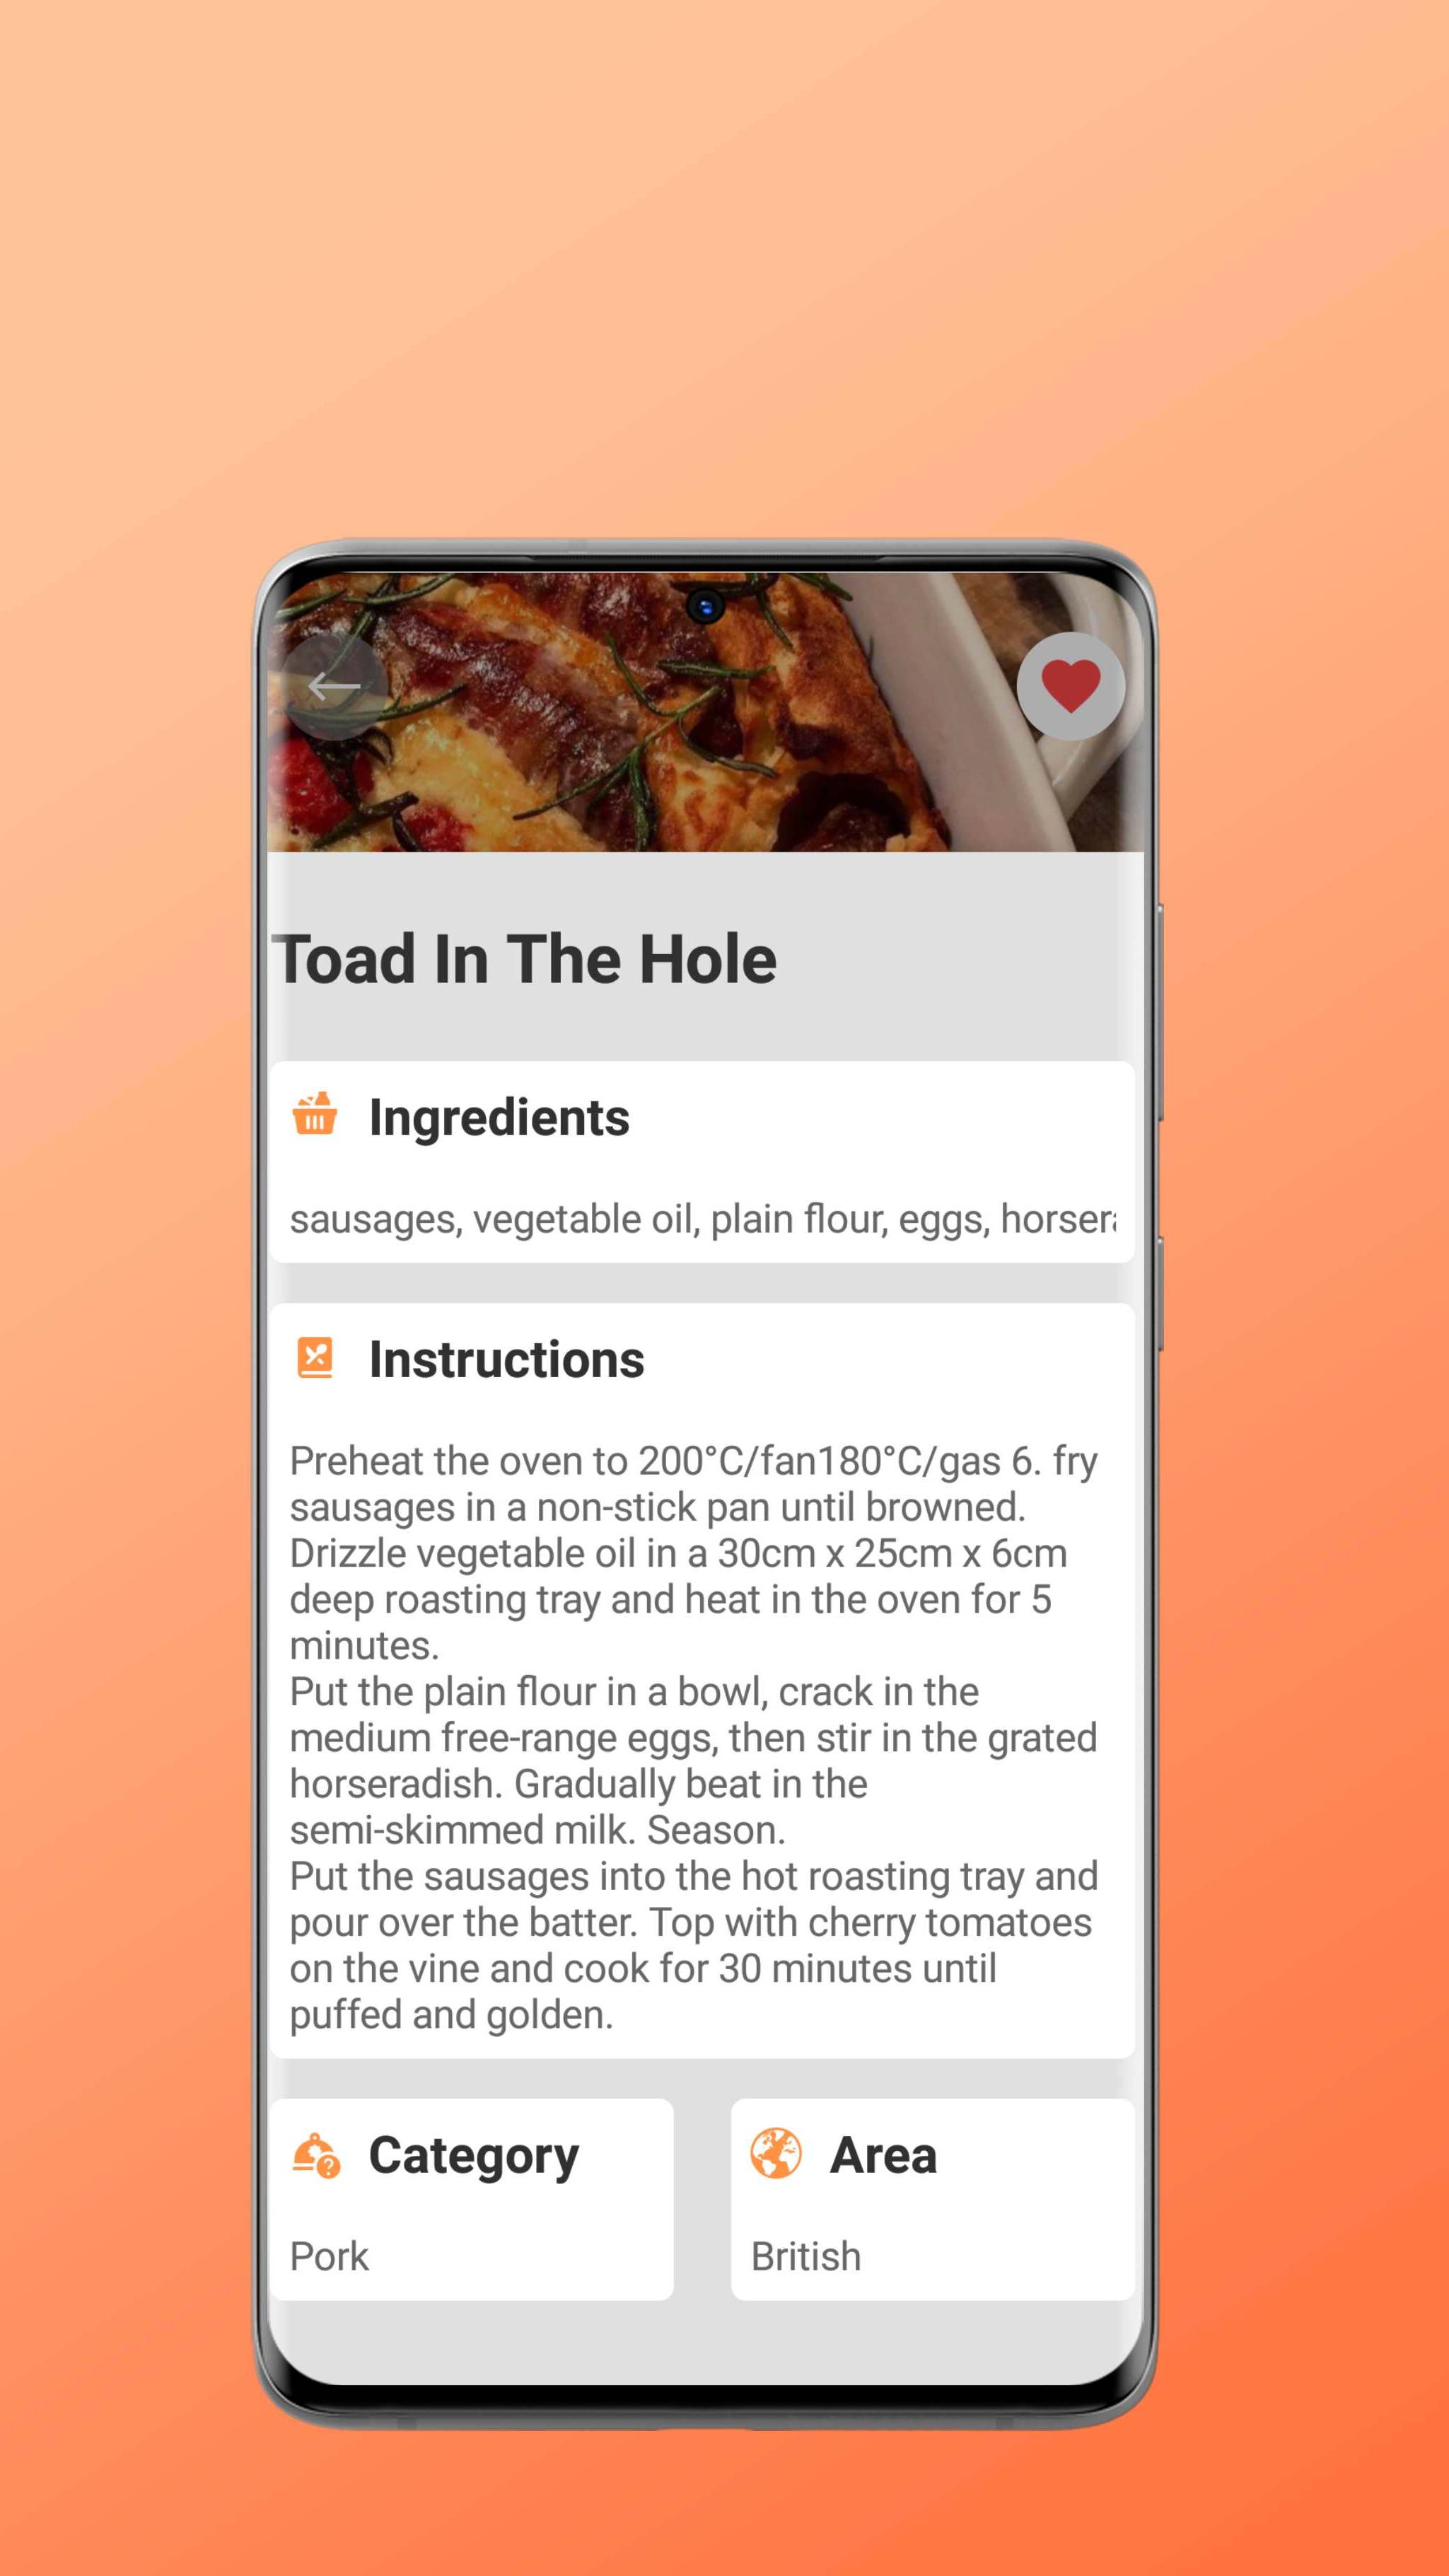 Toad In The Hole
Ingredients
sausages, vegetable oil, plain flour, eggs,
Instructions
Preheat the oven to 200°C/fan180°C/gas 6. fry
sausages in a non-stick pan until browned.
Drizzle vegetable oil in a 30cm x 25cm x 6cm
deep roasting tray and heat in the oven for 5
minutes.
Put the plain flour in a bowl, crack in the
medium free-range eggs, then stir in the grated
horseradish. Gradually beat in the
semi-skimmed milk. Season.
Put the sausages into the hot roasting tray and
pour over the batter. Top with cherry tomatoes
on the vine and cook for 30 minutes until
puffed and golden.
Category
Area
Pork
British